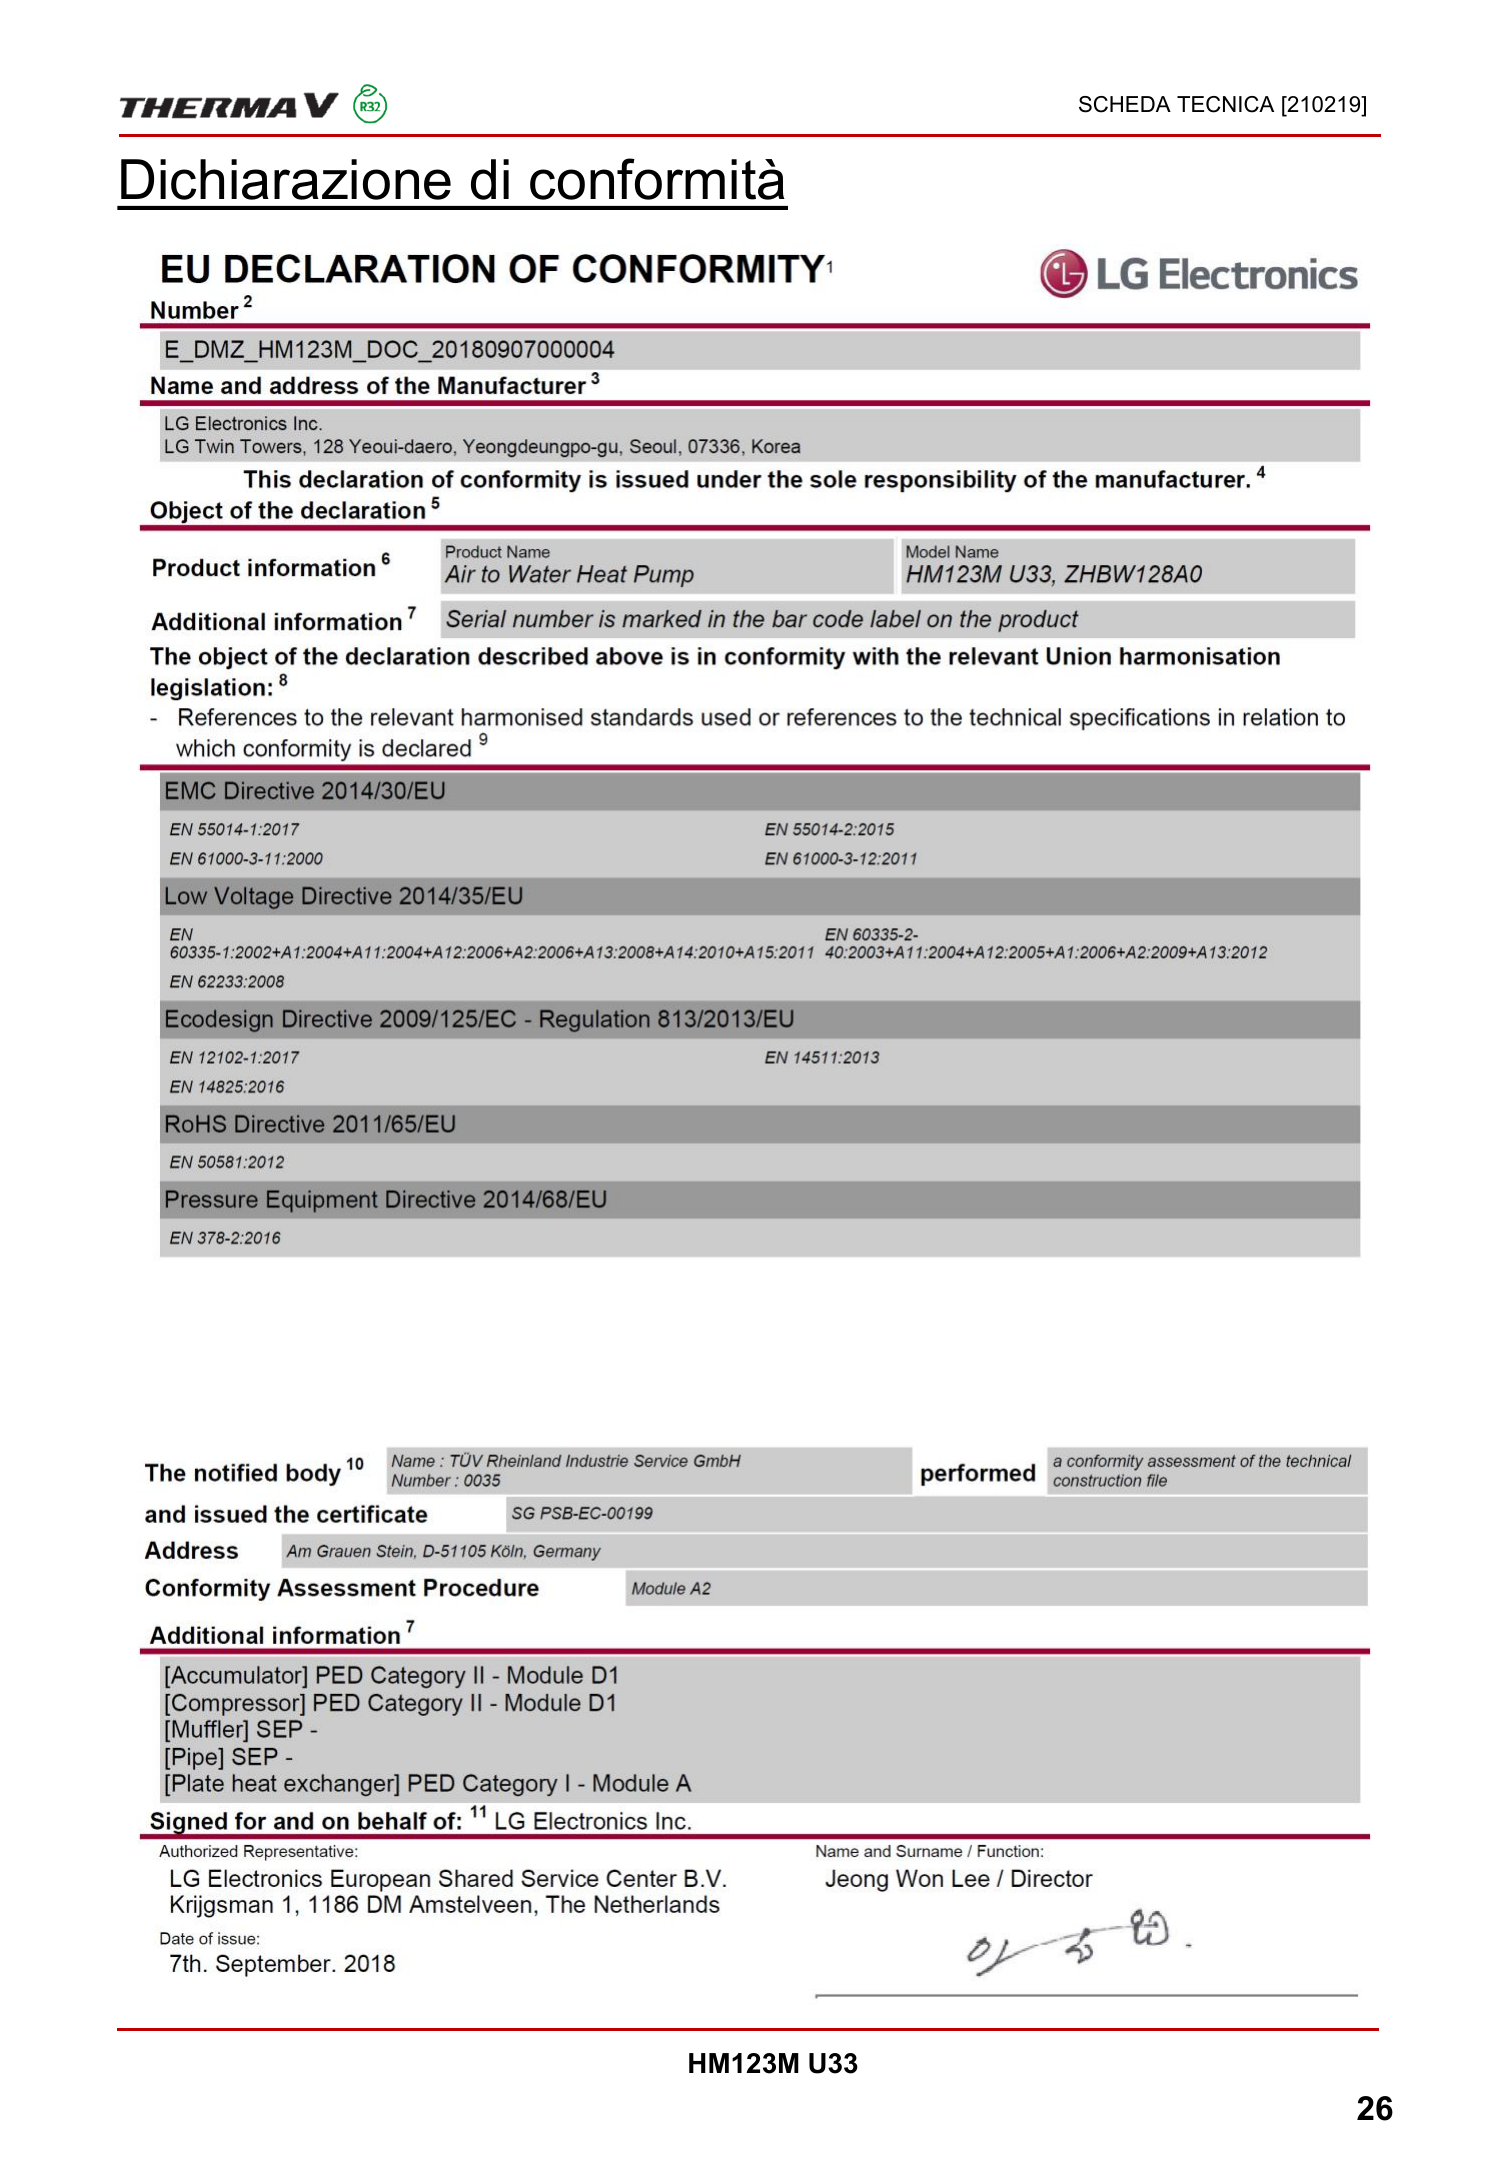 THERMA V R32
SCHEDA TECNICA [210219]
Dichiarazione di conformità
EU DECLARATION OF CONFORMITY 1
LG Electronics
Number 2
E_DMZ_HM123M_DOC_20180907000004
Name and address of the Manufacturer 3
LG Electronics Inc.
LG Twin Towers, 128 Yeoui-daero, Yeongdeungpo-gu, Seoul, 07336, Korea
This declaration of conformity is issued under the sole responsibility of the manufacturer. 4
Object of the declaration 5
Product information 6
Product Name
Air to Water Heat Pump
Model Name
HM123M U33, ZHBW128A0
Additional information 7
Serial number is marked in the bar code label on the product
The object of the declaration described above is in conformity with the relevant Union harmonisation
legislation: 8
- References to the relevant harmonised standards used or references to the technical specifications in relation to
which conformity is declared 9
EMC Directive 2014/30/EU
EN 55014-1:2017 EN 55014-2:2015
EN 61000-3-11:2000 EN 61000-3-12:2011
Low Voltage Directive 2014/35/EU
EN
60335-1:2002+A1:2004+A11:2004+A12:2006+A2:2006+A13:2008+A14:2010+A15:2011
EN 60335-2-
40:2003+A11:2004+A12:2005+A1:2006+A2:2009+A13:2012
EN 62233:2008
Ecodesign Directive 2009/125/EC - Regulation 813/2013/EU
EN 12102-1:2017 EN 14511:2013
EN 14825:2016
RoHS Directive 2011/65/EU
EN 50581:2012
Pressure Equipment Directive 2014/68/EU
EN 378-2:2016
The notified body 10
Name : TÜV Rheinland Industrie Service GmbH
Number : 0035
performed
a conformity assessment of the technical
construction file
and issued the certificate SG PSB-EC-00199
Address Am Grauen Stein, D-51105 Köln, Germany
Conformity Assessment Procedure Module A2
Additional information 7
[Accumulator] PED Category II - Module D1
[Compressor] PED Category II - Module D1
[Muffler] SEP -
[Pipe] SEP -
[Plate heat exchanger] PED Category I - Module A
Signed for and on behalf of: 11 LG Electronics Inc.
Authorized Representative:
LG Electronics European Shared Service Center B.V.
Krijgsman 1, 1186 DM Amstelveen, The Netherlands
Name and Surname / Function:
Jeong Won Lee / Director
Date of issue:
7th. September. 2018
HM123M U33
26